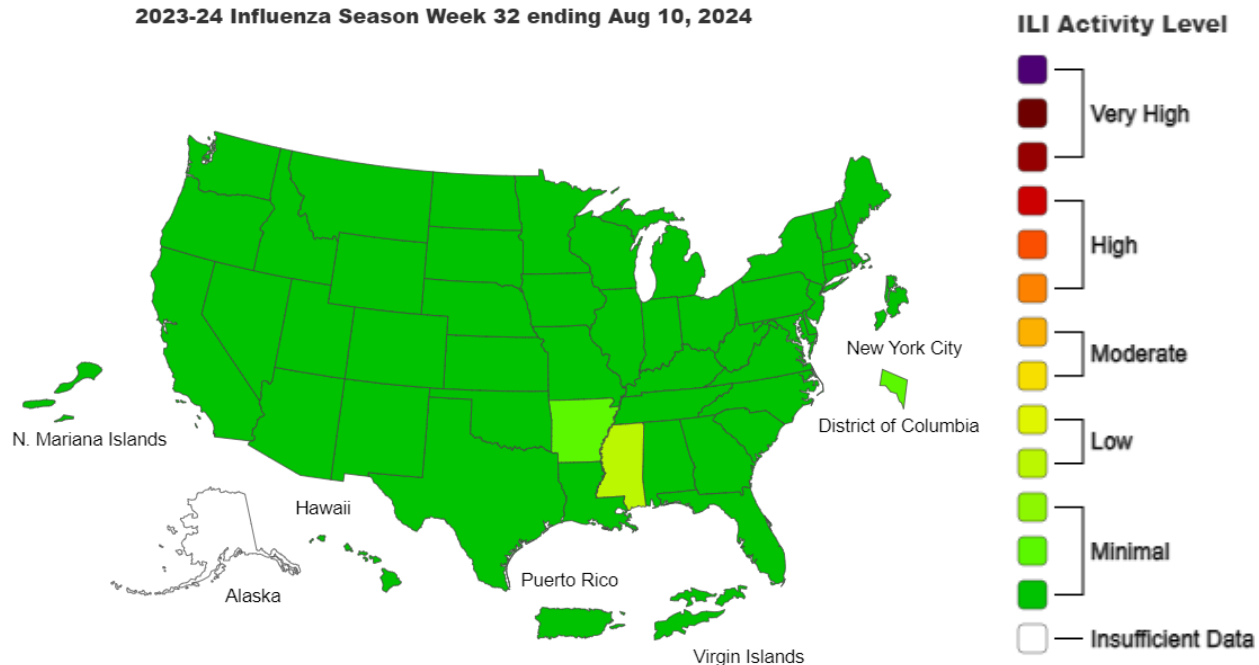 2023-24 Influenza Season Week 32 ending Aug 10, 2024
ILI Activity Level
Very High
High
Moderate
Low
Minimal
Insufficient Data
New York City
District of Columbia
N. Mariana Islands
Hawaii
Alaska
Puerto Rico
Virgin Islands